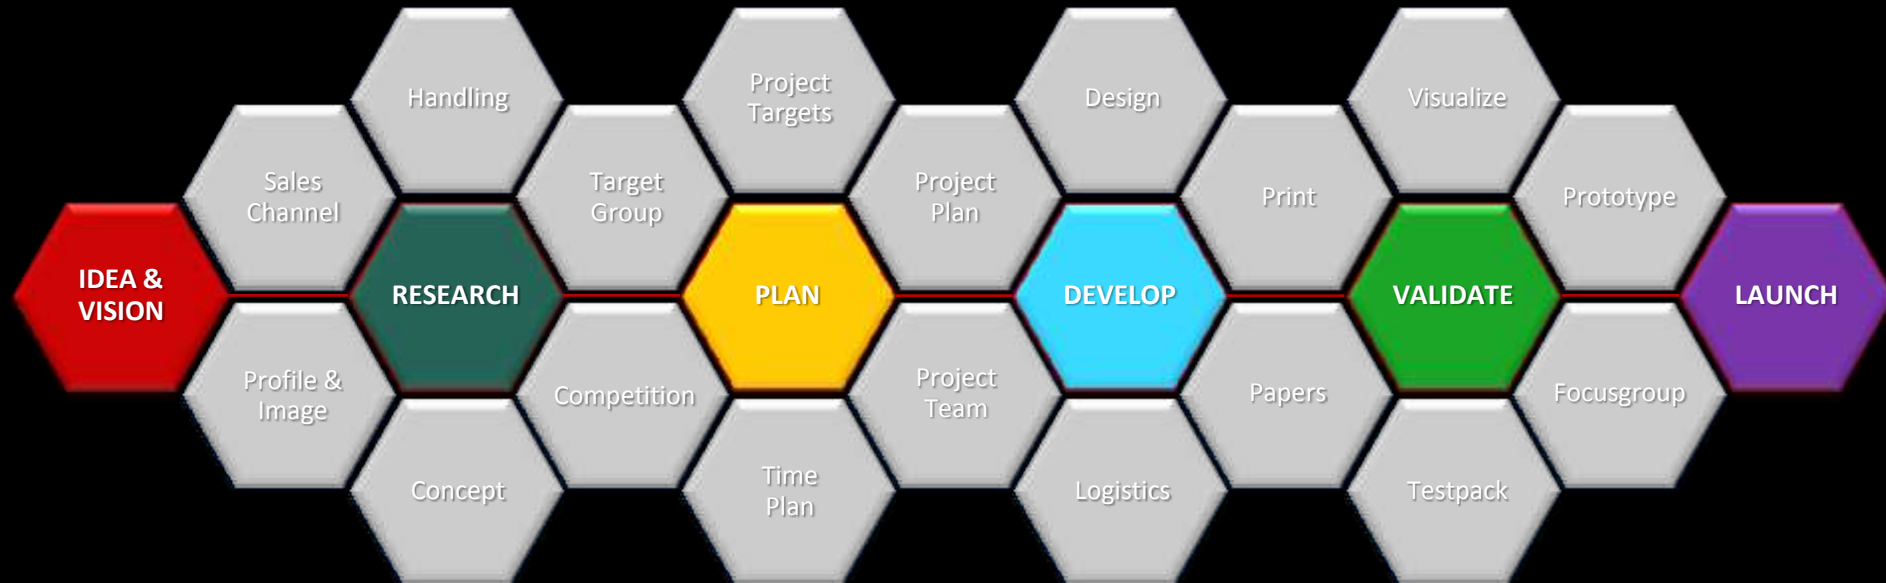 Handling
Project
Targets
Design
Visualize
Sales
Channel
Target
Group
Project
Plan
Print
Prototype
IDEA &
VISION
RESEARCH
PLAN
DEVELOP
VALIDATE
LAUNCH
Profile &
Image
Competition
Project
Team
Papers
Focusgroup
Concept
Time
Plan
Logistics
Testpack